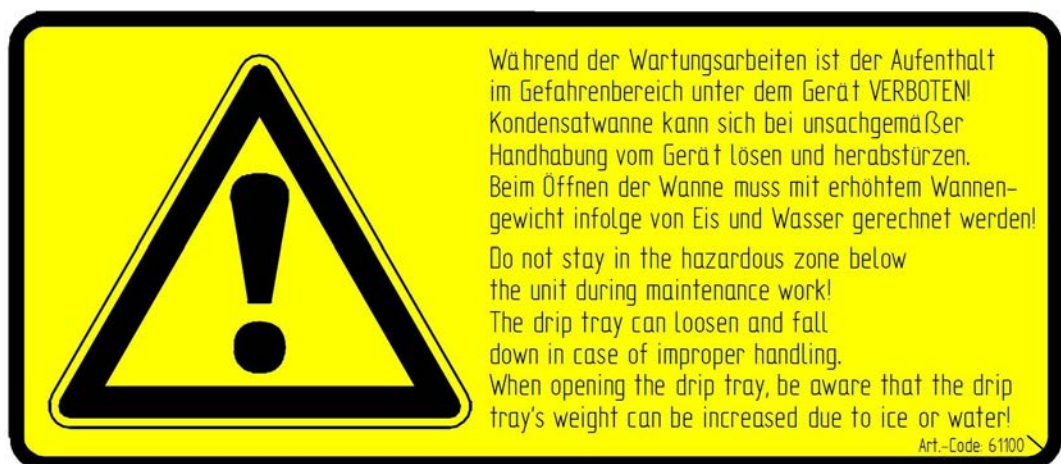 Während der Wartungsarbeiten ist der Aufenthalt
im Gefahrenbereich unter dem Gerät VERBOTEN!
Kondensatwanne kann sich bei unsachgemäßer
Handhabung vom Gerät lösen und herabstürzen.
Beim Öffnen der Wanne muss mit erhöhtem Wannen-
gewicht infolge von Eis und Wasser gerechnet werden!
Do not stay in the hazardous zone below
the unit during maintenance work!
The drip tray can loosen and fall
down in case of improper handling.
When opening the drip tray, be aware that the drip
tray's weight can be increased due to ice or water!
Art.-Code: 61100